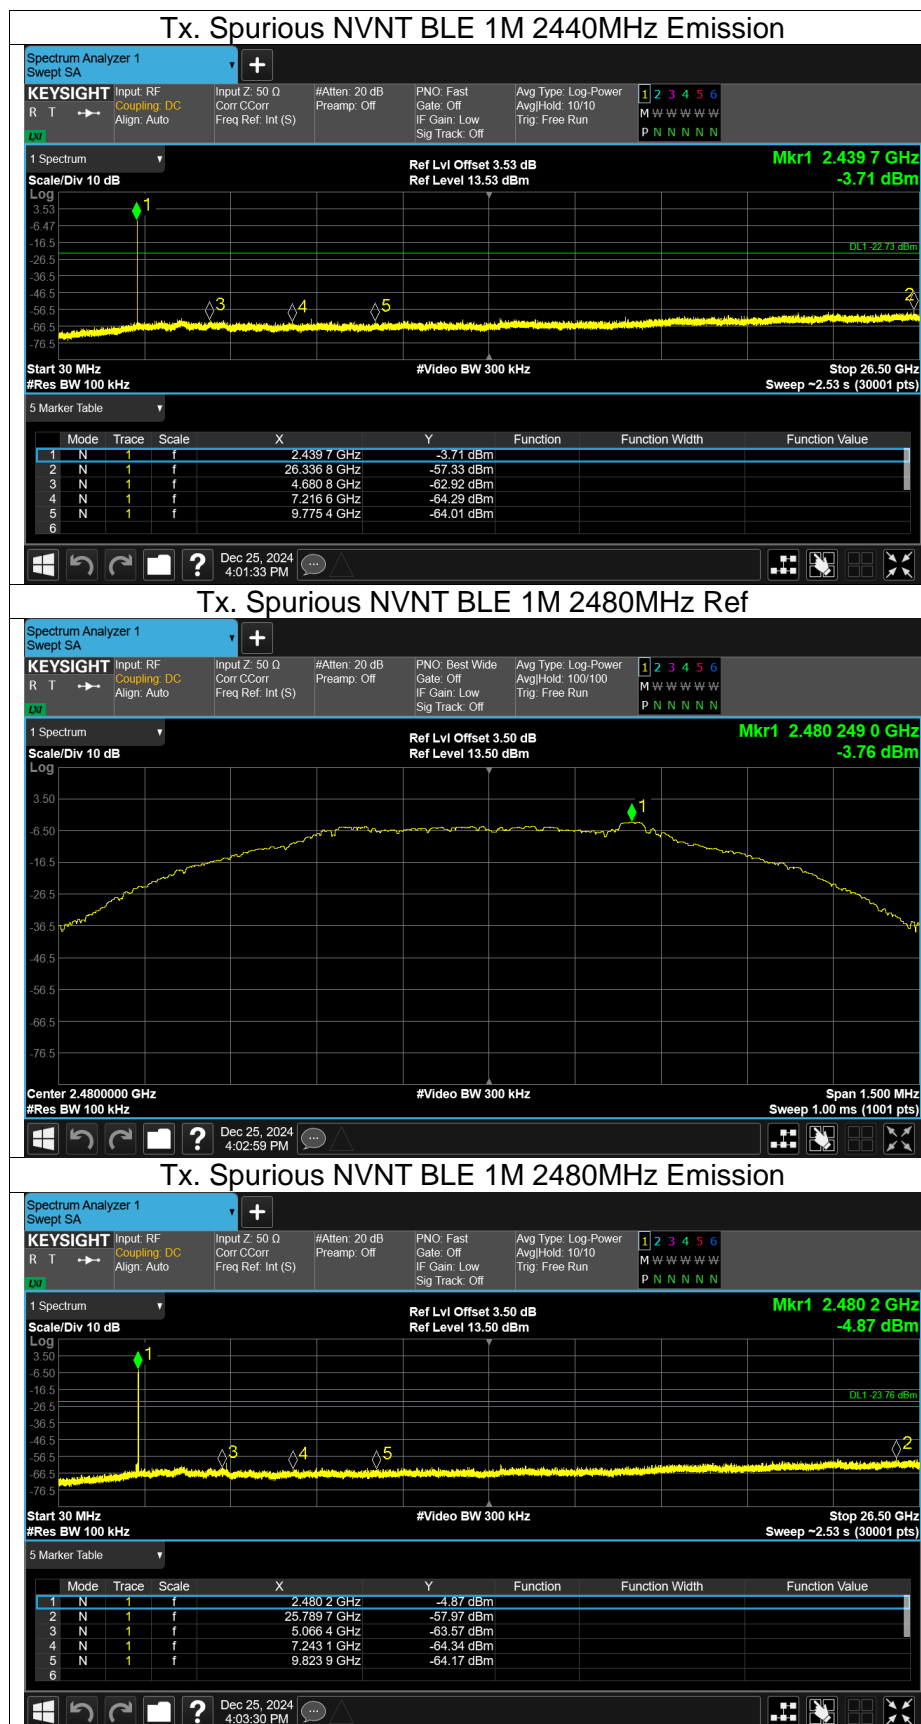 Tx. Spurious NVNT BLE 1M 2440MHz Emission
Spectrum Analyzer 1
Swept SA
KEYSIGHT Input: RF Input Z: 50 Ω #Atten: 20 dB PNO: Fast Avg Type: Log-Power 1 2 3 4 5 6
R T Coupling: DC Corr CCorr Preamp: Off Gate: Off Avg|Hold: 10/10 M W W W W W
Align: Auto Freq Ref: Int (S) IF Gain: Low Trig: Free Run
LXI Sig Track: Off P N N N N N
1 Spectrum Ref Lvl Offset 3.53 dB Mkr1 2.439 7 GHz
Scale/Div 10 dB Ref Level 13.53 dBm -3.71 dBm
Log
3.53 1
-6.47
-16.5 DL1 -22.73 dBm
-26.5
-36.5
-46.5 2
-56.5 3 4 5
-66.5
-76.5
Start 30 MHz #Video BW 300 kHz Stop 26.50 GHz
#Res BW 100 kHz Sweep ~2.53 s (30001 pts)
5 Marker Table
Mode Trace Scale X Y Function Function Width Function Value
1 N 1 f 2.439 7 GHz -3.71 dBm
2 N 1 f 26.336 8 GHz -57.33 dBm
3 N 1 f 4.680 8 GHz -62.92 dBm
4 N 1 f 7.216 6 GHz -64.29 dBm
5 N 1 f 9.775 4 GHz -64.01 dBm
6
? Dec 25, 2024
4:01:33 PM
Tx. Spurious NVNT BLE 1M 2480MHz Ref
Spectrum Analyzer 1
Swept SA
KEYSIGHT Input: RF Input Z: 50 Ω #Atten: 20 dB PNO: Best Wide Avg Type: Log-Power 1 2 3 4 5 6
R T Coupling: DC Corr CCorr Preamp: Off Gate: Off Avg|Hold: 100/100 M W W W W W
Align: Auto Freq Ref: Int (S) IF Gain: Low Trig: Free Run
LXI Sig Track: Off P N N N N N
1 Spectrum Ref Lvl Offset 3.50 dB Mkr1 2.480 249 0 GHz
Scale/Div 10 dB Ref Level 13.50 dBm -3.76 dBm
Log
3.50 1
-6.50
-16.5
-26.5
-36.5
-46.5
-56.5
-66.5
-76.5
Center 2.4800000 GHz #Video BW 300 kHz Span 1.500 MHz
#Res BW 100 kHz Sweep 1.00 ms (1001 pts)
? Dec 25, 2024
4:02:59 PM
Tx. Spurious NVNT BLE 1M 2480MHz Emission
Spectrum Analyzer 1
Swept SA
KEYSIGHT Input: RF Input Z: 50 Ω #Atten: 20 dB PNO: Fast Avg Type: Log-Power 1 2 3 4 5 6
R T Coupling: DC Corr CCorr Preamp: Off Gate: Off Avg|Hold: 10/10 M W W W W W
Align: Auto Freq Ref: Int (S) IF Gain: Low Trig: Free Run
LXI Sig Track: Off P N N N N N
1 Spectrum Ref Lvl Offset 3.50 dB Mkr1 2.480 2 GHz
Scale/Div 10 dB Ref Level 13.50 dBm -4.87 dBm
Log
3.50 1
-6.50
-16.5 DL1 -23.76 dBm
-26.5
-36.5
-46.5 2
-56.5 3 4 5
-66.5
-76.5
Start 30 MHz #Video BW 300 kHz Stop 26.50 GHz
#Res BW 100 kHz Sweep ~2.53 s (30001 pts)
5 Marker Table
Mode Trace Scale X Y Function Function Width Function Value
1 N 1 f 2.480 2 GHz -4.87 dBm
2 N 1 f 25.789 7 GHz -57.97 dBm
3 N 1 f 5.066 4 GHz -63.57 dBm
4 N 1 f 7.243 1 GHz -64.34 dBm
5 N 1 f 9.823 9 GHz -64.17 dBm
6
? Dec 25, 2024
4:03:30 PM